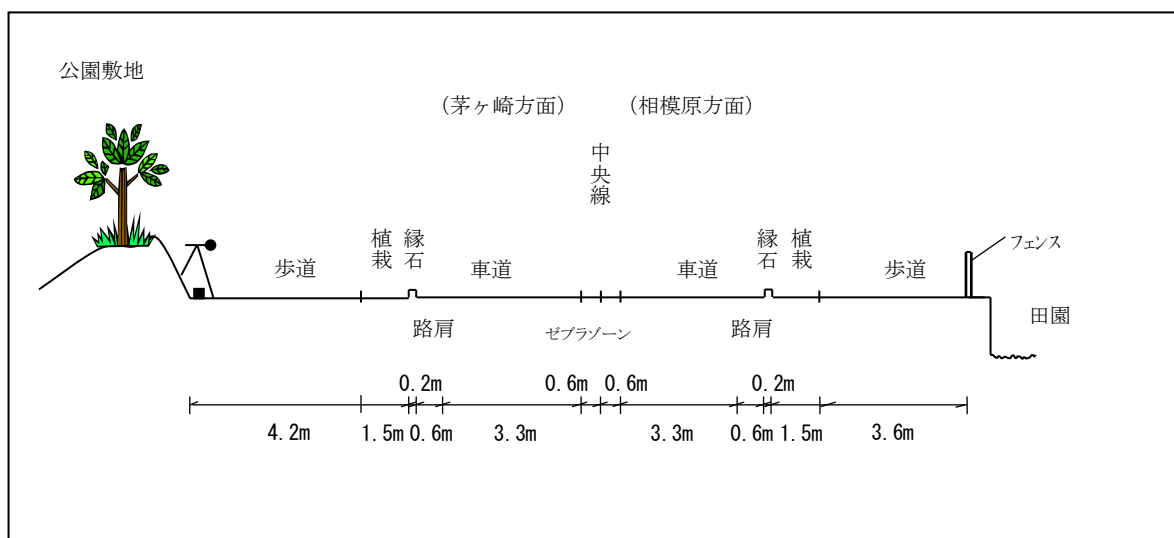 公園敷地
(茅ヶ崎方面)
(相模原方面)
中央線
歩道
植栽
縁石
車道
車道
縁石
植栽
歩道
フェンス
田園
路肩
ゼブラゾーン
路肩
0.2m
0.6m
0.6m
0.2m
4.2m
1.5m
0.6m
3.3m
3.3m
0.6m
1.5m
3.6m